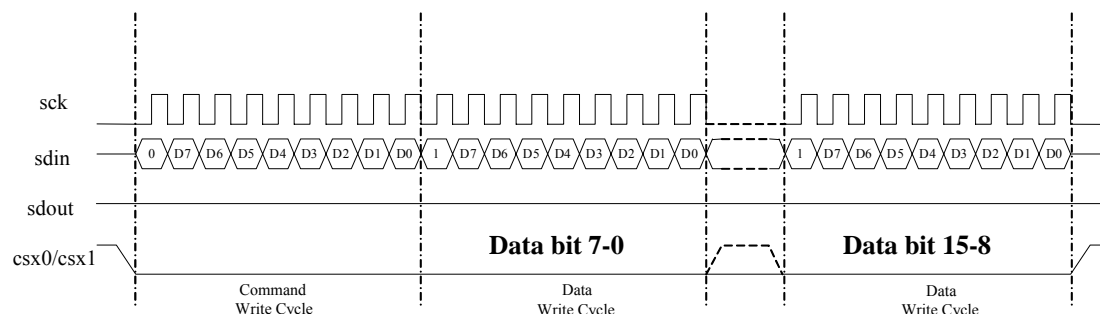 sck
sdin
0 D7 D6 D5 D4 D3 D2 D1 D0 1 D7 D6 D5 D4 D3 D2 D1 D0 1 D7 D6 D5 D4 D3 D2 D1 D0
sdout
csx0/csx1
Data bit 7-0
Data bit 15-8
Command
Write Cycle
Data
Write Cycle
Data
Write Cycle